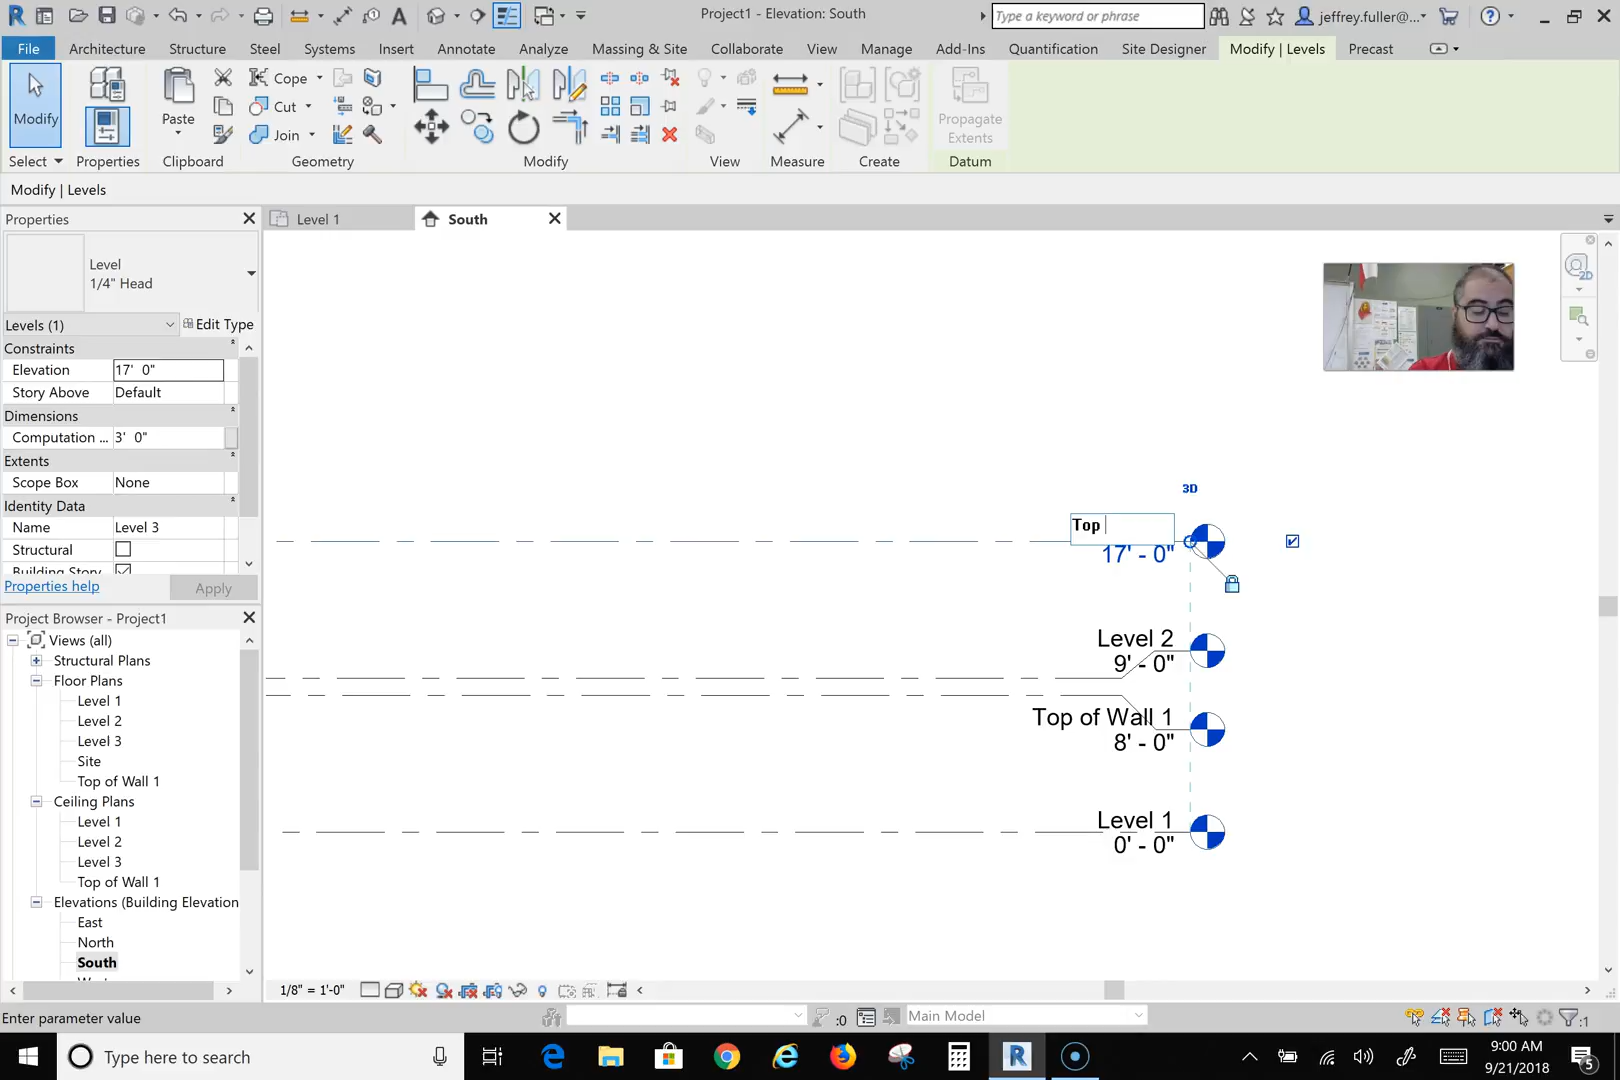 Project1 - Elevation: South
Type a keyword or phrase
jeffrey.fuller@...
File
Architecture
Structure
Steel
Systems
Insert
Annotate
Analyze
Massing & Site
Collaborate
View
Manage
Add-Ins
Quantification
Site Designer
Modify | Levels
Precast
Modify
Paste
Cope
Cut
Join
Propagate
Extents
Select
Properties
Clipboard
Geometry
Modify
View
Measure
Create
Datum
Modify | Levels
Properties
Level 1
South
Level
1/4" Head
Levels (1)
Edit Type
Constraints
Elevation 17' 0"
Story Above Default
Dimensions
Computation ... 3' 0"
Extents
Scope Box None
Identity Data
Name Level 3
Structural
Building Story
Properties help
Apply
Project Browser - Project1
Views (all)
Structural Plans
Floor Plans
Level 1
Level 2
Level 3
Site
Top of Wall 1
Ceiling Plans
Level 1
Level 2
Level 3
Top of Wall 1
Elevations (Building Elevation
East
North
South
3D
Top
17' - 0"
Level 2
9' - 0"
Top of Wall 1
8' - 0"
Level 1
0' - 0"
2D
1/8" = 1'-0"
Enter parameter value
:0
Main Model
:1
Type here to search
9:00 AM
9/21/2018
5